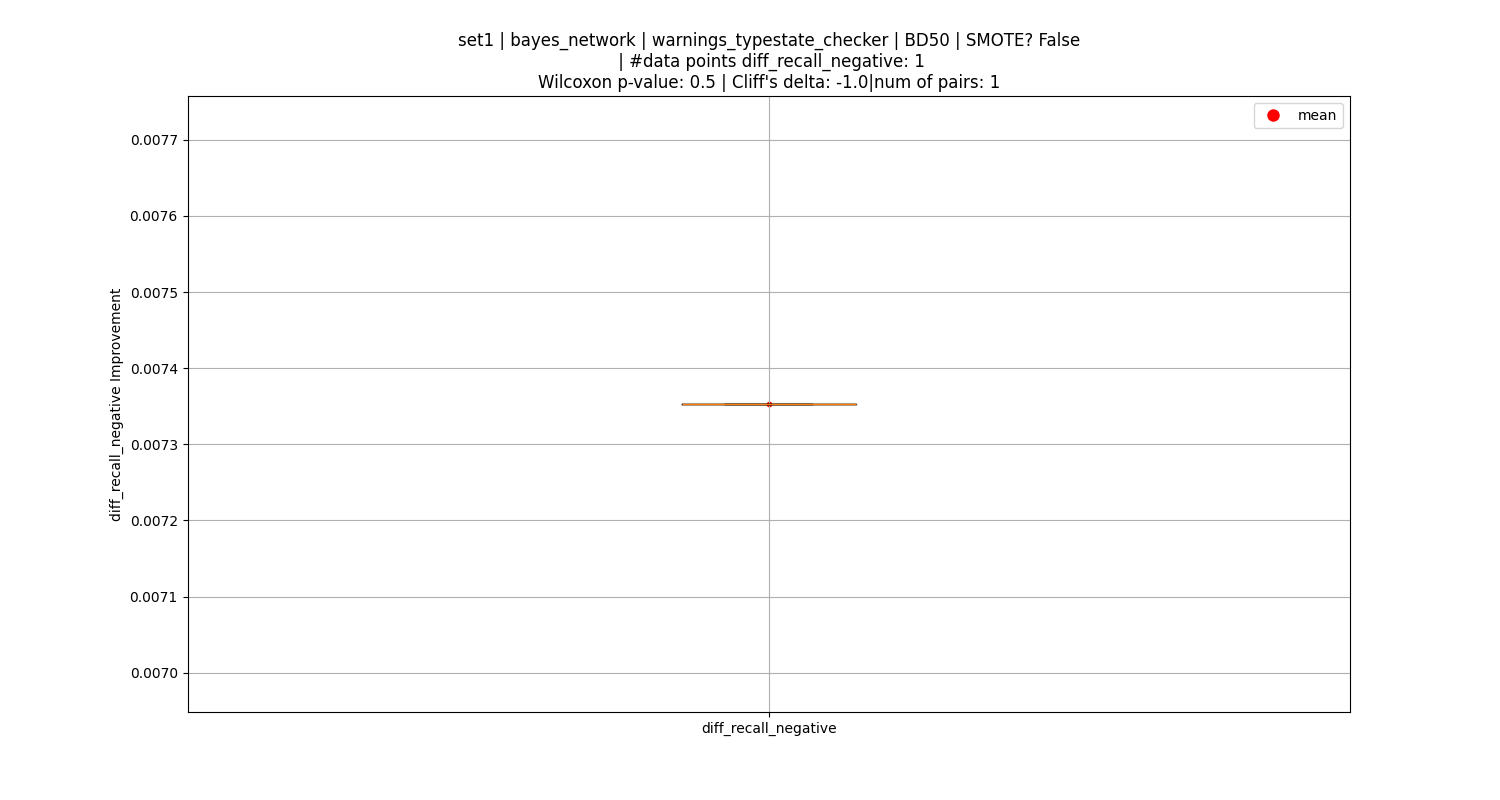 set1 | bayes_network | warnings_typestate_checker | BD50 | SMOTE? False
| #data points diff_recall_negative: 1
Wilcoxon p-value: 0.5 | Cliff's delta: -1.0|num of pairs: 1
mean
0.0077
0.0076
0.0075
0.0074
0.0073
0.0072
0.0071
0.0070
diff_recall_negative Improvement
diff_recall_negative